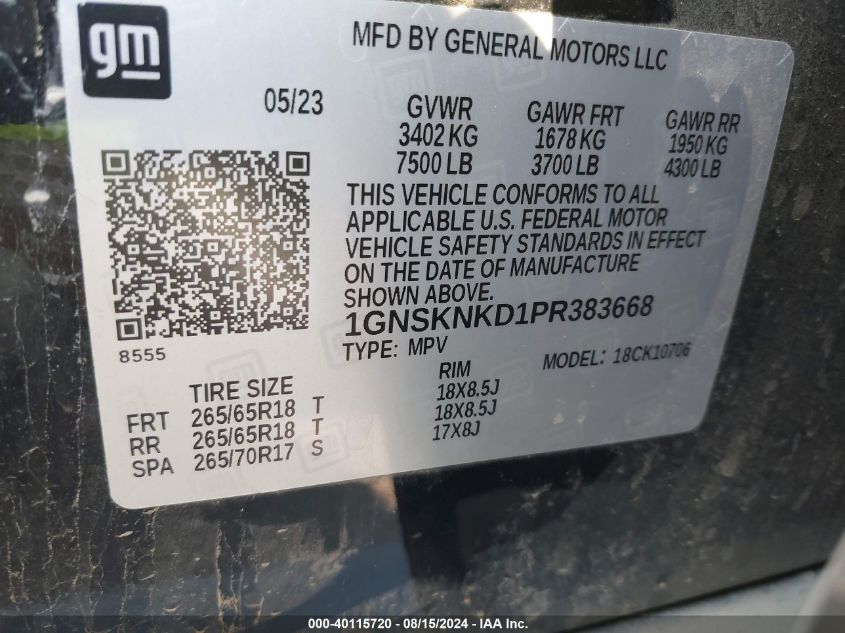 gm
MFD BY GENERAL MOTORS LLC
05/23
GVWR GAWR FRT GAWR RR
3402 KG 1678 KG 1950 KG
7500 LB 3700 LB 4300 LB
THIS VEHICLE CONFORMS TO ALL
APPLICABLE U.S. FEDERAL MOTOR
VEHICLE SAFETY STANDARDS IN EFFECT
ON THE DATE OF MANUFACTURE
SHOWN ABOVE.
1GNSKNKD1PR383668
8555
TYPE: MPV MODEL: 18CK10706
TIRE SIZE RIM
FRT 265/65R18 T 18X8.5J
RR 265/65R18 T 18X8.5J
SPA 265/70R17 S 17X8J
000-40115720 - 08/15/2024 - IAA Inc.